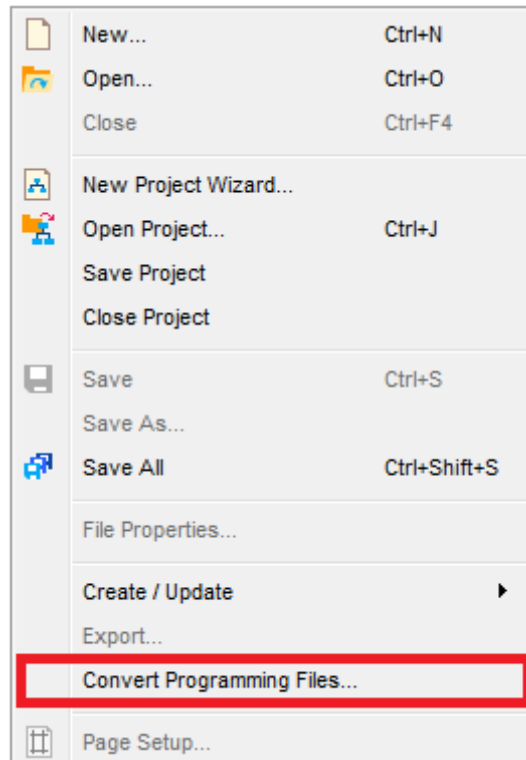 New... Ctrl+N
Open... Ctrl+O
Close Ctrl+F4
New Project Wizard...
Open Project... Ctrl+J
Save Project
Close Project
Save Ctrl+S
Save As...
Save All Ctrl+Shift+S
File Properties...
Create / Update
Export...
Convert Programming Files...
Page Setup...